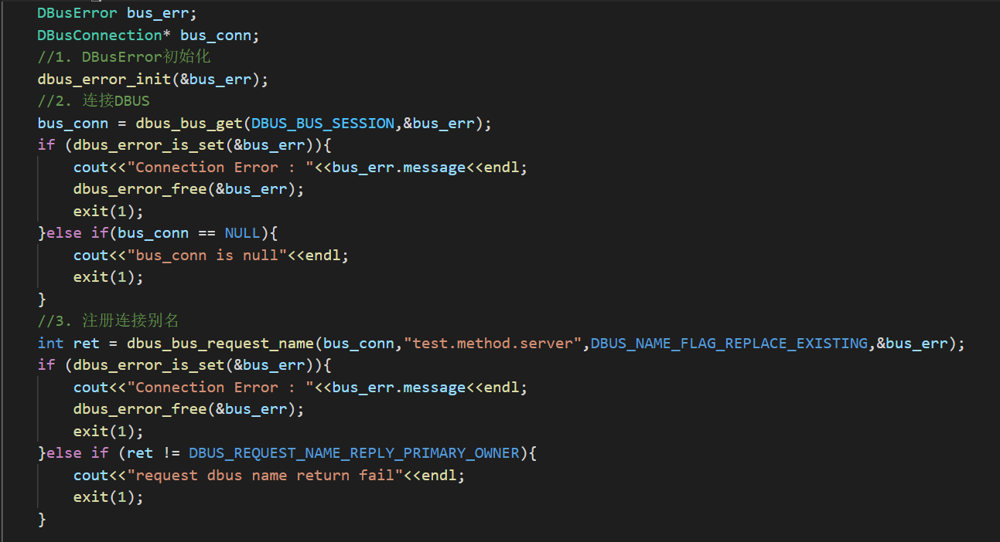 DBusError bus_err;
DBusConnection* bus_conn;
//1. DBusError初始化
dbus_error_init(&bus_err);
//2. 连接DBUS
bus_conn = dbus_bus_get(DBUS_BUS_SESSION,&bus_err);
if (dbus_error_is_set(&bus_err)){
    cout<<"Connection Error : "<<bus_err.message<<endl;
    dbus_error_free(&bus_err);
    exit(1);
}else if(bus_conn == NULL){
    cout<<"bus_conn is null"<<endl;
    exit(1);
}
//3. 注册连接别名
int ret = dbus_bus_request_name(bus_conn,"test.method.server",DBUS_NAME_FLAG_REPLACE_EXISTING,&bus_err);
if (dbus_error_is_set(&bus_err)){
    cout<<"Connection Error : "<<bus_err.message<<endl;
    dbus_error_free(&bus_err);
    exit(1);
}else if (ret != DBUS_REQUEST_NAME_REPLY_PRIMARY_OWNER){
    cout<<"request dbus name return fail"<<endl;
    exit(1);
}